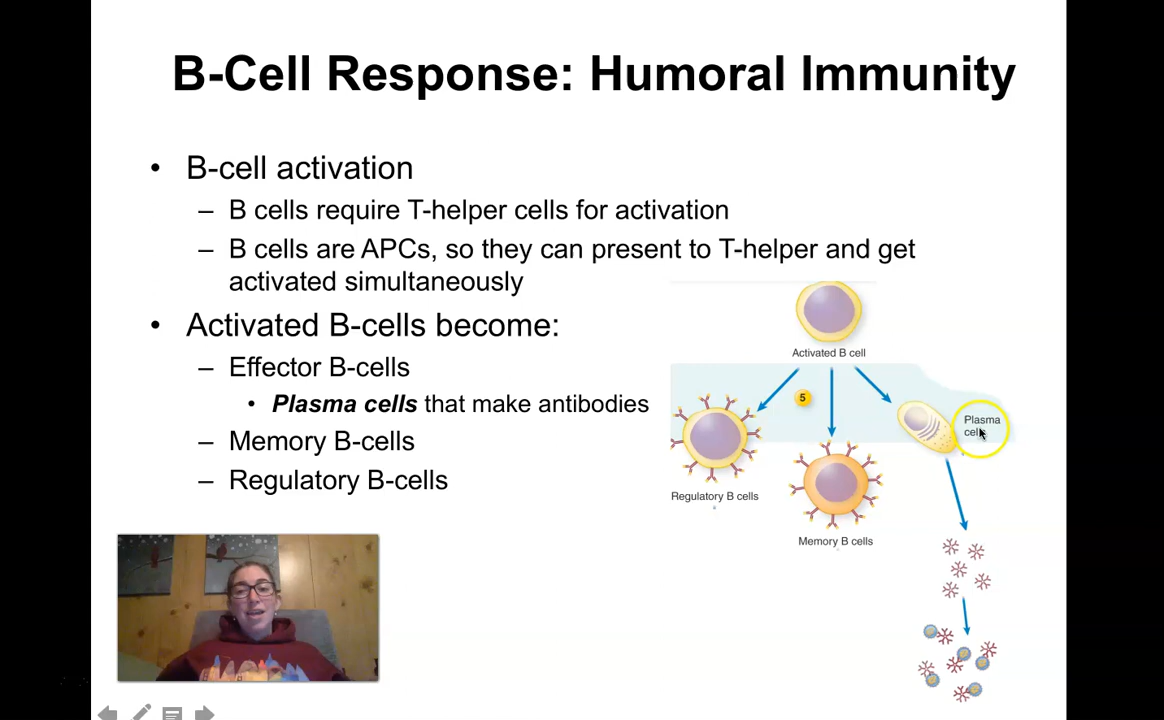 B-Cell Response: Humoral Immunity
• B-cell activation
– B cells require T-helper cells for activation
– B cells are APCs, so they can present to T-helper and get
activated simultaneously
• Activated B-cells become:
– Effector B-cells
• Plasma cells that make antibodies
– Memory B-cells
– Regulatory B-cells
Activated B cell
5
Plasma
cells
Regulatory B cells
Memory B cells